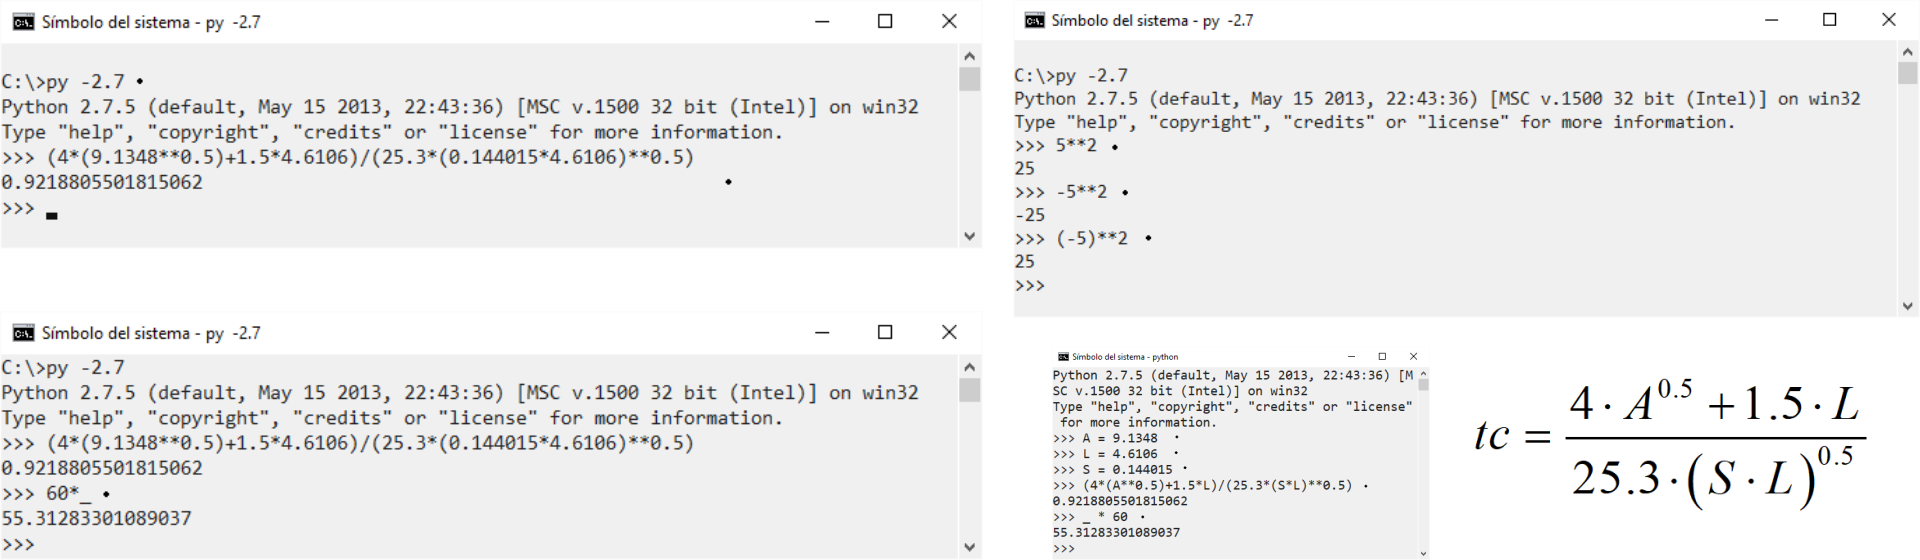 Símbolo del sistema - py -2.7
C:\>py -2.7
Python 2.7.5 (default, May 15 2013, 22:43:36) [MSC v.1500 32 bit (Intel)] on win32
Type "help", "copyright", "credits" or "license" for more information.
>>> (4*(9.1348**0.5)+1.5*4.6106)/(25.3*(0.144015*4.6106)**0.5)
0.9218805501815062
>>>
Símbolo del sistema - py -2.7
C:\>py -2.7
Python 2.7.5 (default, May 15 2013, 22:43:36) [MSC v.1500 32 bit (Intel)] on win32
Type "help", "copyright", "credits" or "license" for more information.
>>> (4*(9.1348**0.5)+1.5*4.6106)/(25.3*(0.144015*4.6106)**0.5)
0.9218805501815062
>>> 60*_
55.31283301089037
>>>
Símbolo del sistema - py -2.7
C:\>py -2.7
Python 2.7.5 (default, May 15 2013, 22:43:36) [MSC v.1500 32 bit (Intel)] on win32
Type "help", "copyright", "credits" or "license" for more information.
>>> 5**2
25
>>> -5**2
-25
>>> (-5)**2
25
>>>
Símbolo del sistema - python
Python 2.7.5 (default, May 15 2013, 22:43:36) [M
SC v.1500 32 bit (Intel)] on win32
Type "help", "copyright", "credits" or "license"
for more information.
>>> A = 9.1348
>>> L = 4.6106
>>> S = 0.144015
>>> (4*(A**0.5)+1.5*L)/(25.3*(S*L)**0.5)
0.9218805501815062
>>> _ * 60
55.31283301089037
>>>
4 · A^0.5 + 1.5 · L
tc =
25.3 · (S · L)^0.5